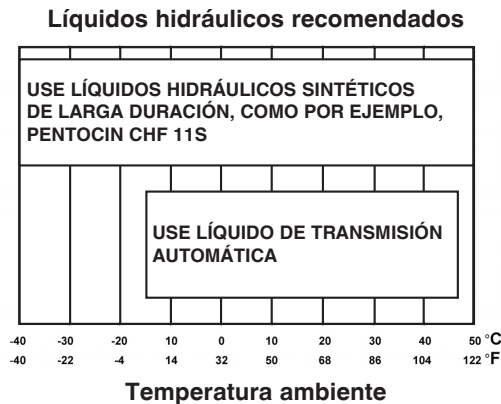 Líquidos hidráulicos recomendados
USE LÍQUIDOS HIDRÁULICOS SINTÉTICOS
DE LARGA DURACIÓN, COMO POR EJEMPLO,
PENTOCIN CHF 11S
USE LÍQUIDO DE TRANSMISIÓN
AUTOMÁTICA
-40 -30 -20 10 0 10 20 30 40 50 °C
-40 -22 -4 14 32 50 68 86 104 122 °F
Temperatura ambiente